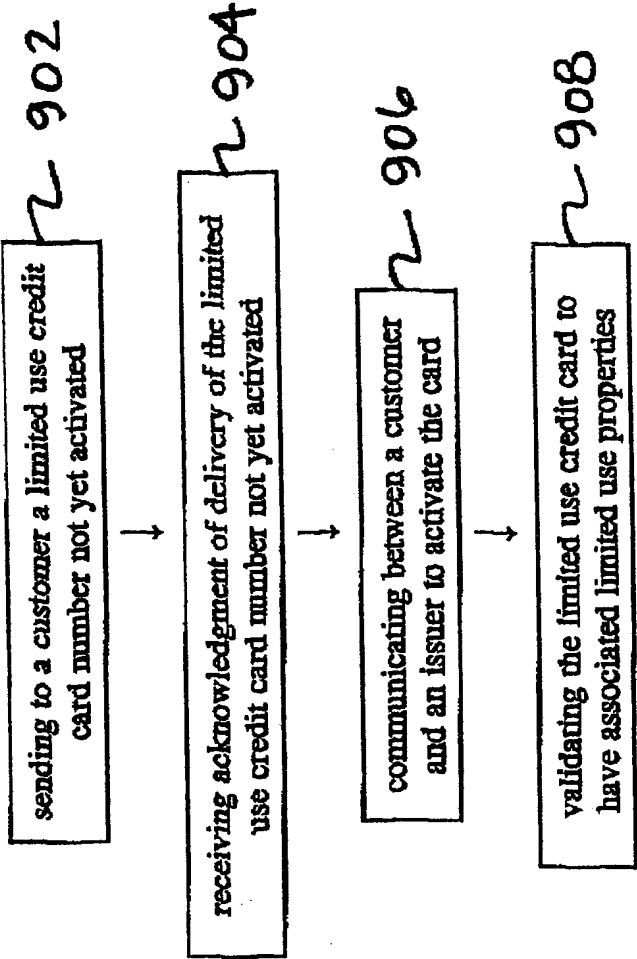 sending to a customer a limited use credit
card number not yet activated
902
receiving acknowledgment of delivery of the limited
use credit card number not yet activated
904
communicating between a customer
and an issuer to activate the card
906
validating the limited use credit card to
have associated limited use properties
908